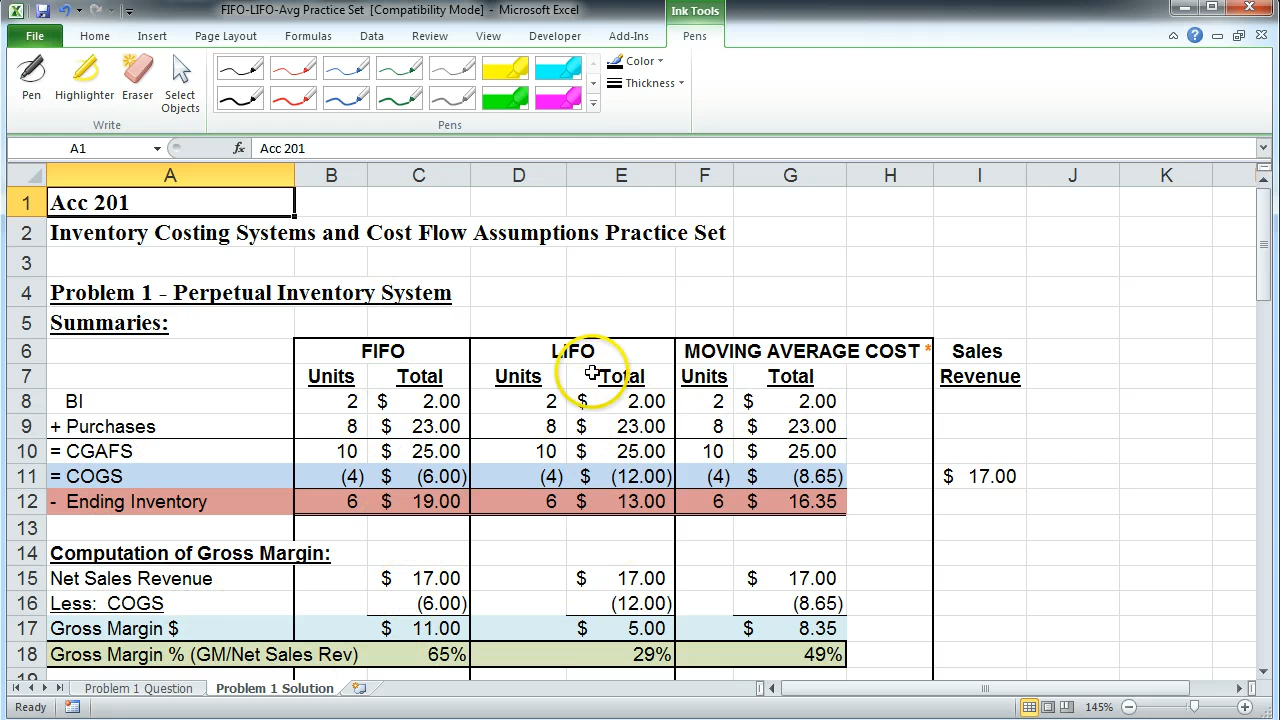 FIFO-LIFO-Avg Practice Set [Compatibility Mode] - Microsoft Excel
Ink Tools
File Home Insert Page Layout Formulas Data Review View Developer Add-Ins Pens
Pen Highlighter Eraser Select Objects
Color
Thickness
Write Pens
A1 fx Acc 201
A B C D E F G H I J K
1 Acc 201
2 Inventory Costing Systems and Cost Flow Assumptions Practice Set
3
4 Problem 1 - Perpetual Inventory System
5 Summaries:
6 FIFO LIFO MOVING AVERAGE COST * Sales
7 Units Total Units Total Units Total Revenue
8 BI 2 $ 2.00 2 $ 2.00 2 $ 2.00
9 + Purchases 8 $ 23.00 8 $ 23.00 8 $ 23.00
10 = CGAFS 10 $ 25.00 10 $ 25.00 10 $ 25.00
11 = COGS (4) $ (6.00) (4) $ (12.00) (4) $ (8.65) $ 17.00
12 - Ending Inventory 6 $ 19.00 6 $ 13.00 6 $ 16.35
13
14 Computation of Gross Margin:
15 Net Sales Revenue $ 17.00 $ 17.00 $ 17.00
16 Less: COGS (6.00) (12.00) (8.65)
17 Gross Margin $ $ 11.00 $ 5.00 $ 8.35
18 Gross Margin % (GM/Net Sales Rev) 65% 29% 49%
19
Problem 1 Question Problem 1 Solution
Ready 145%